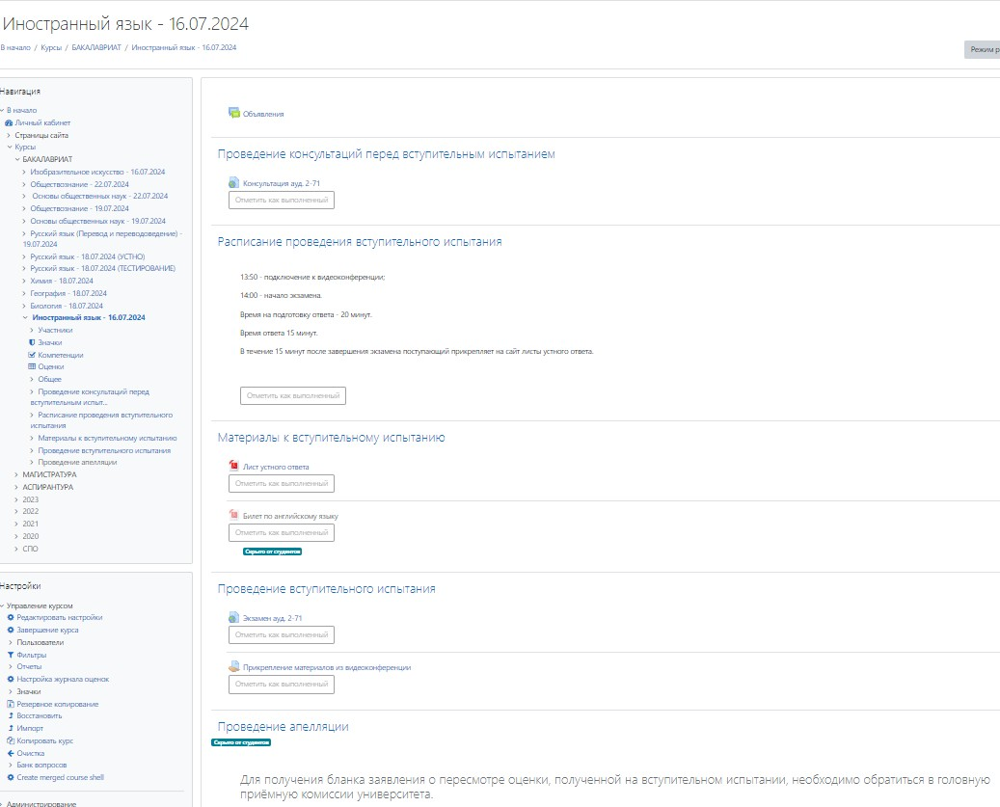 Иностранный язык - 16.07.2024
В начало / Курсы / БАКАЛАВРИАТ / Иностранный язык - 16.07.2024
Режим р
Навигация
В начало
Личный кабинет
Страницы сайта
Курсы
БАКАЛАВРИАТ
Изобразительное искусство - 16.07.2024
Обществознание - 22.07.2024
Основы общественных наук - 22.07.2024
Обществознание - 19.07.2024
Основы общественных наук - 19.07.2024
Русский язык (Перевод и переводоведение) -
19.07.2024
Русский язык - 18.07.2024 (УСТНО)
Русский язык - 18.07.2024 (ТЕСТИРОВАНИЕ)
Химия - 18.07.2024
География - 18.07.2024
Биология - 18.07.2024
Иностранный язык - 16.07.2024
Участники
Значки
Компетенции
Оценки
Общее
Проведение консультаций перед
вступительным испыт...
Расписание проведения вступительного
испытания
Материалы к вступительному испытанию
Проведение вступительного испытания
Проведение апелляции
МАГИСТРАТУРА
АСПИРАНТУРА
2023
2022
2021
2020
СПО
Настройки
Управление курсом
Редактировать настройки
Завершение курса
Пользователи
Фильтры
Отчеты
Настройка журнала оценок
Значки
Резервное копирование
Восстановить
Импорт
Копировать курс
Очистка
Банк вопросов
Create merged course shell
Администрирование
Объявления
Проведение консультаций перед вступительным испытанием
Консультация ауд. 2-71
Отметить как выполненный
Расписание проведения вступительного испытания
13:50 - подключение к видеоконференции;
14:00 - начало экзамена.
Время на подготовку ответа - 20 минут.
Время ответа 15 минут.
В течение 15 минут после завершения экзамена поступающий прикрепляет на сайт листы устного ответа.
Отметить как выполненный
Материалы к вступительному испытанию
Лист устного ответа
Отметить как выполненный
Билет по английскому языку
Отметить как выполненный
Скрыто от студентов
Проведение вступительного испытания
Экзамен ауд. 2-71
Отметить как выполненный
Прикрепление материалов из видеоконференции
Отметить как выполненный
Проведение апелляции
Скрыто от студентов
Для получения бланка заявления о пересмотре оценки, полученной на вступительном испытании, необходимо обратиться в головную
приёмную комиссии университета.